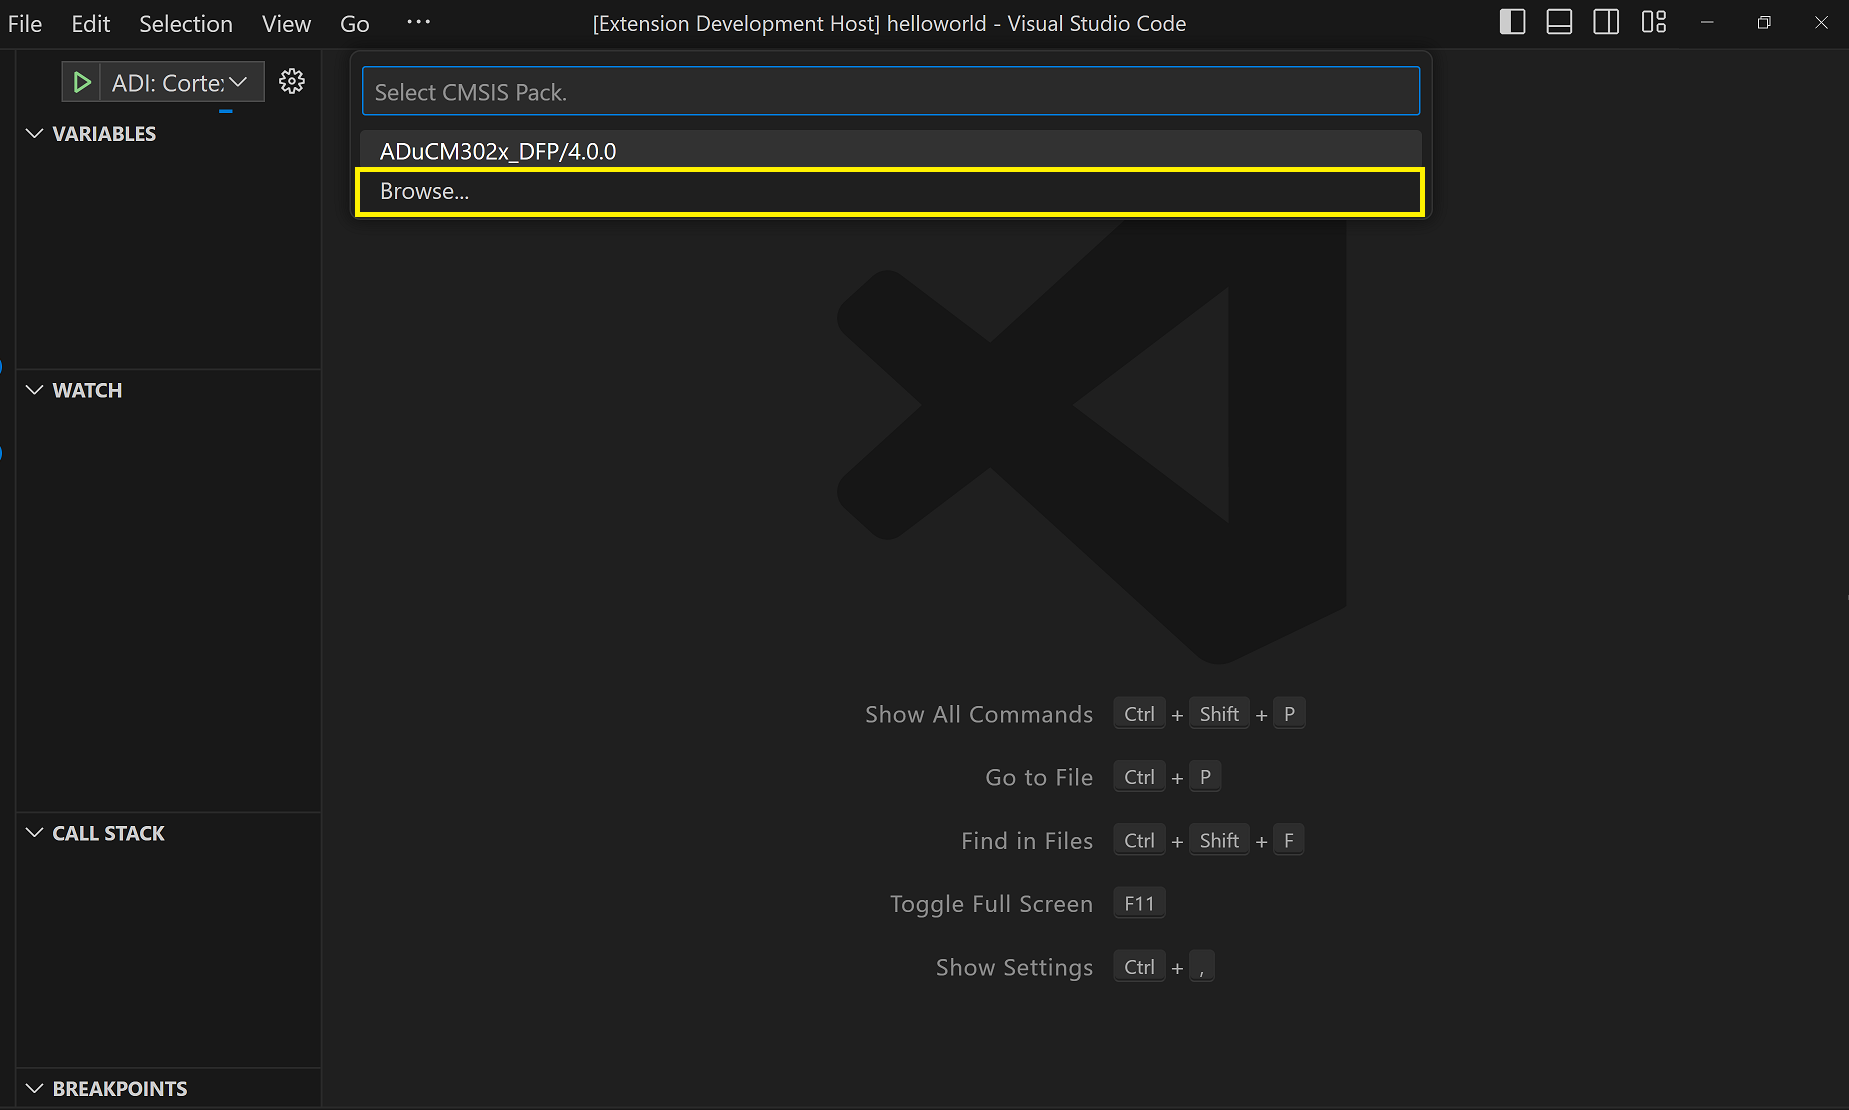 File Edit Selection View Go ···
[Extension Development Host] helloworld - Visual Studio Code
ADI: Corte
Select CMSIS Pack.
ADuCM302x_DFP/4.0.0
Browse...
VARIABLES
WATCH
CALL STACK
BREAKPOINTS
Show All Commands Ctrl + Shift + P
Go to File Ctrl + P
Find in Files Ctrl + Shift + F
Toggle Full Screen F11
Show Settings Ctrl + ,